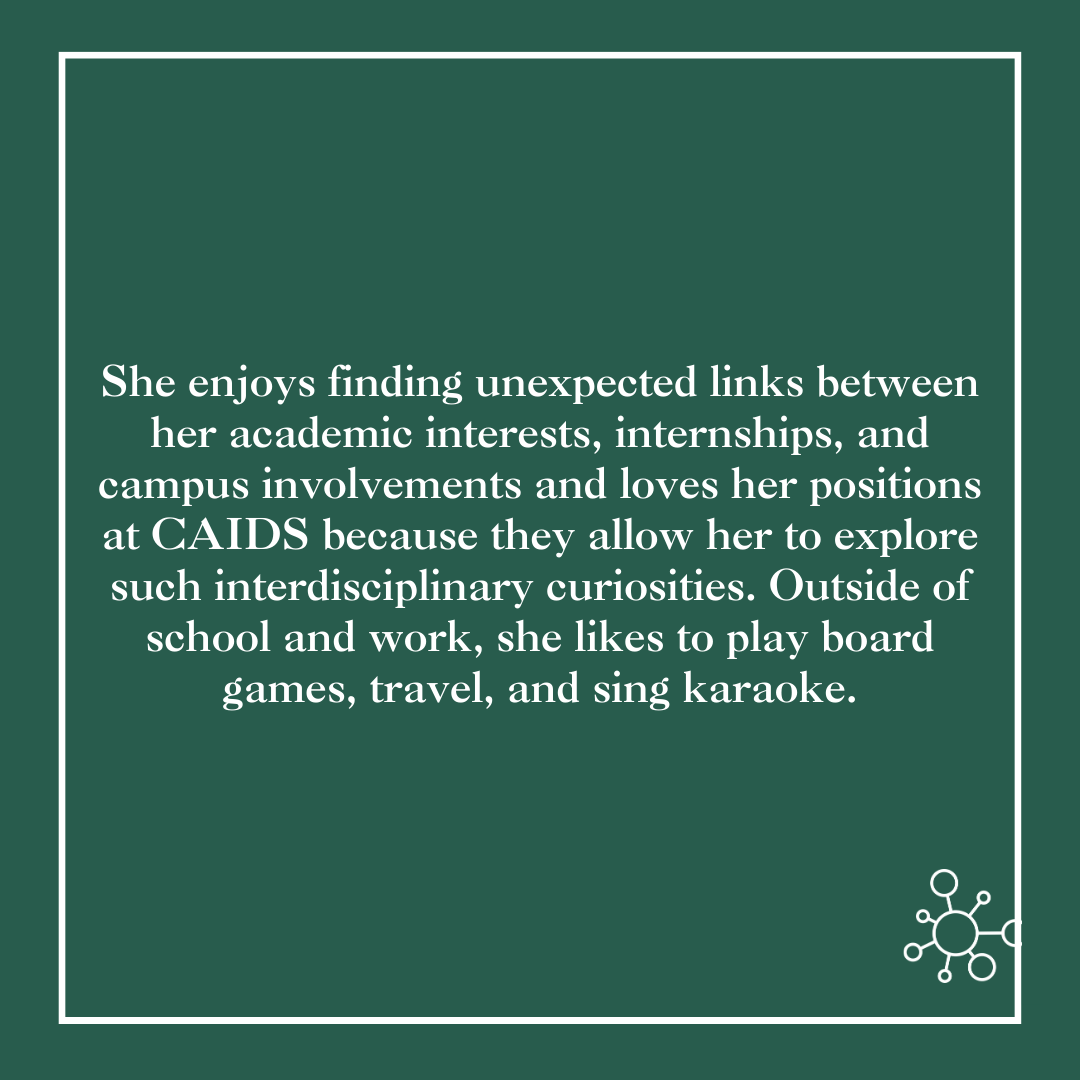 She enjoys finding unexpected links between
her academic interests, internships, and
campus involvements and loves her positions
at CAIDS because they allow her to explore
such interdisciplinary curiosities. Outside of
school and work, she likes to play board
games, travel, and sing karaoke.